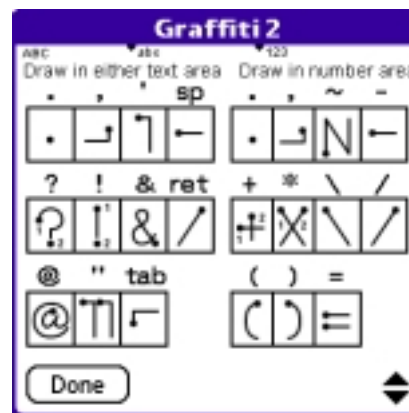 Graffiti 2
ABC abc 123
Draw in either text area Draw in number area
. , ' sp . , ~ -
? ! & ret + * \ /
@ " tab ( ) =
Done